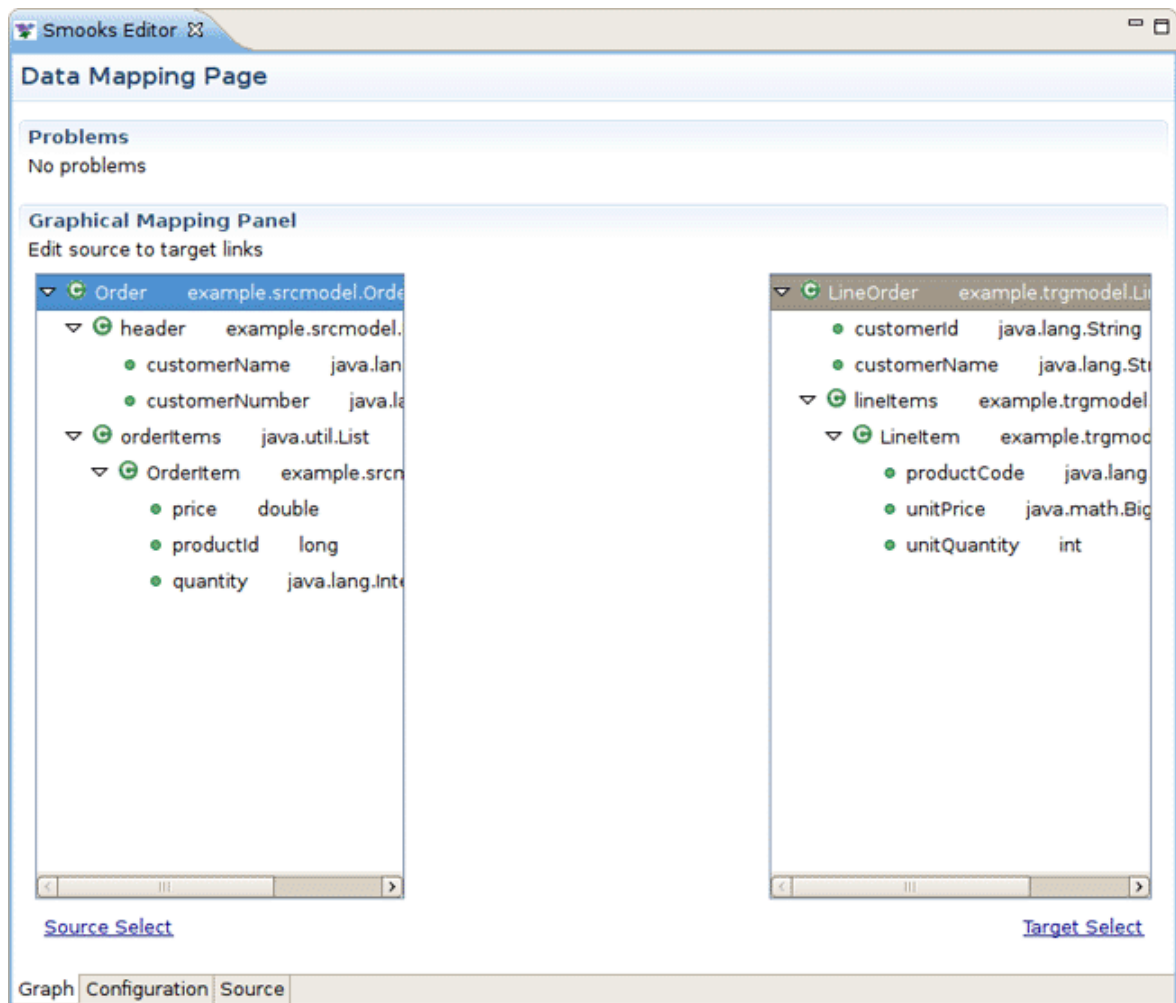 Smooks Editor
Data Mapping Page
Problems
No problems
Graphical Mapping Panel
Edit source to target links
Order example.srcmodel.Orde
header example.srcmodel.
customerName java.lan
customerNumber java.la
orderItems java.util.List
OrderItem example.srcm
price double
productId long
quantity java.lang.Inte
LineOrder example.trgmodel.Li
customerId java.lang.String
customerName java.lang.Stri
lineItems example.trgmodel
LineItem example.trgmod
productCode java.lang
unitPrice java.math.Big
unitQuantity int
Source Select
Target Select
Graph Configuration Source